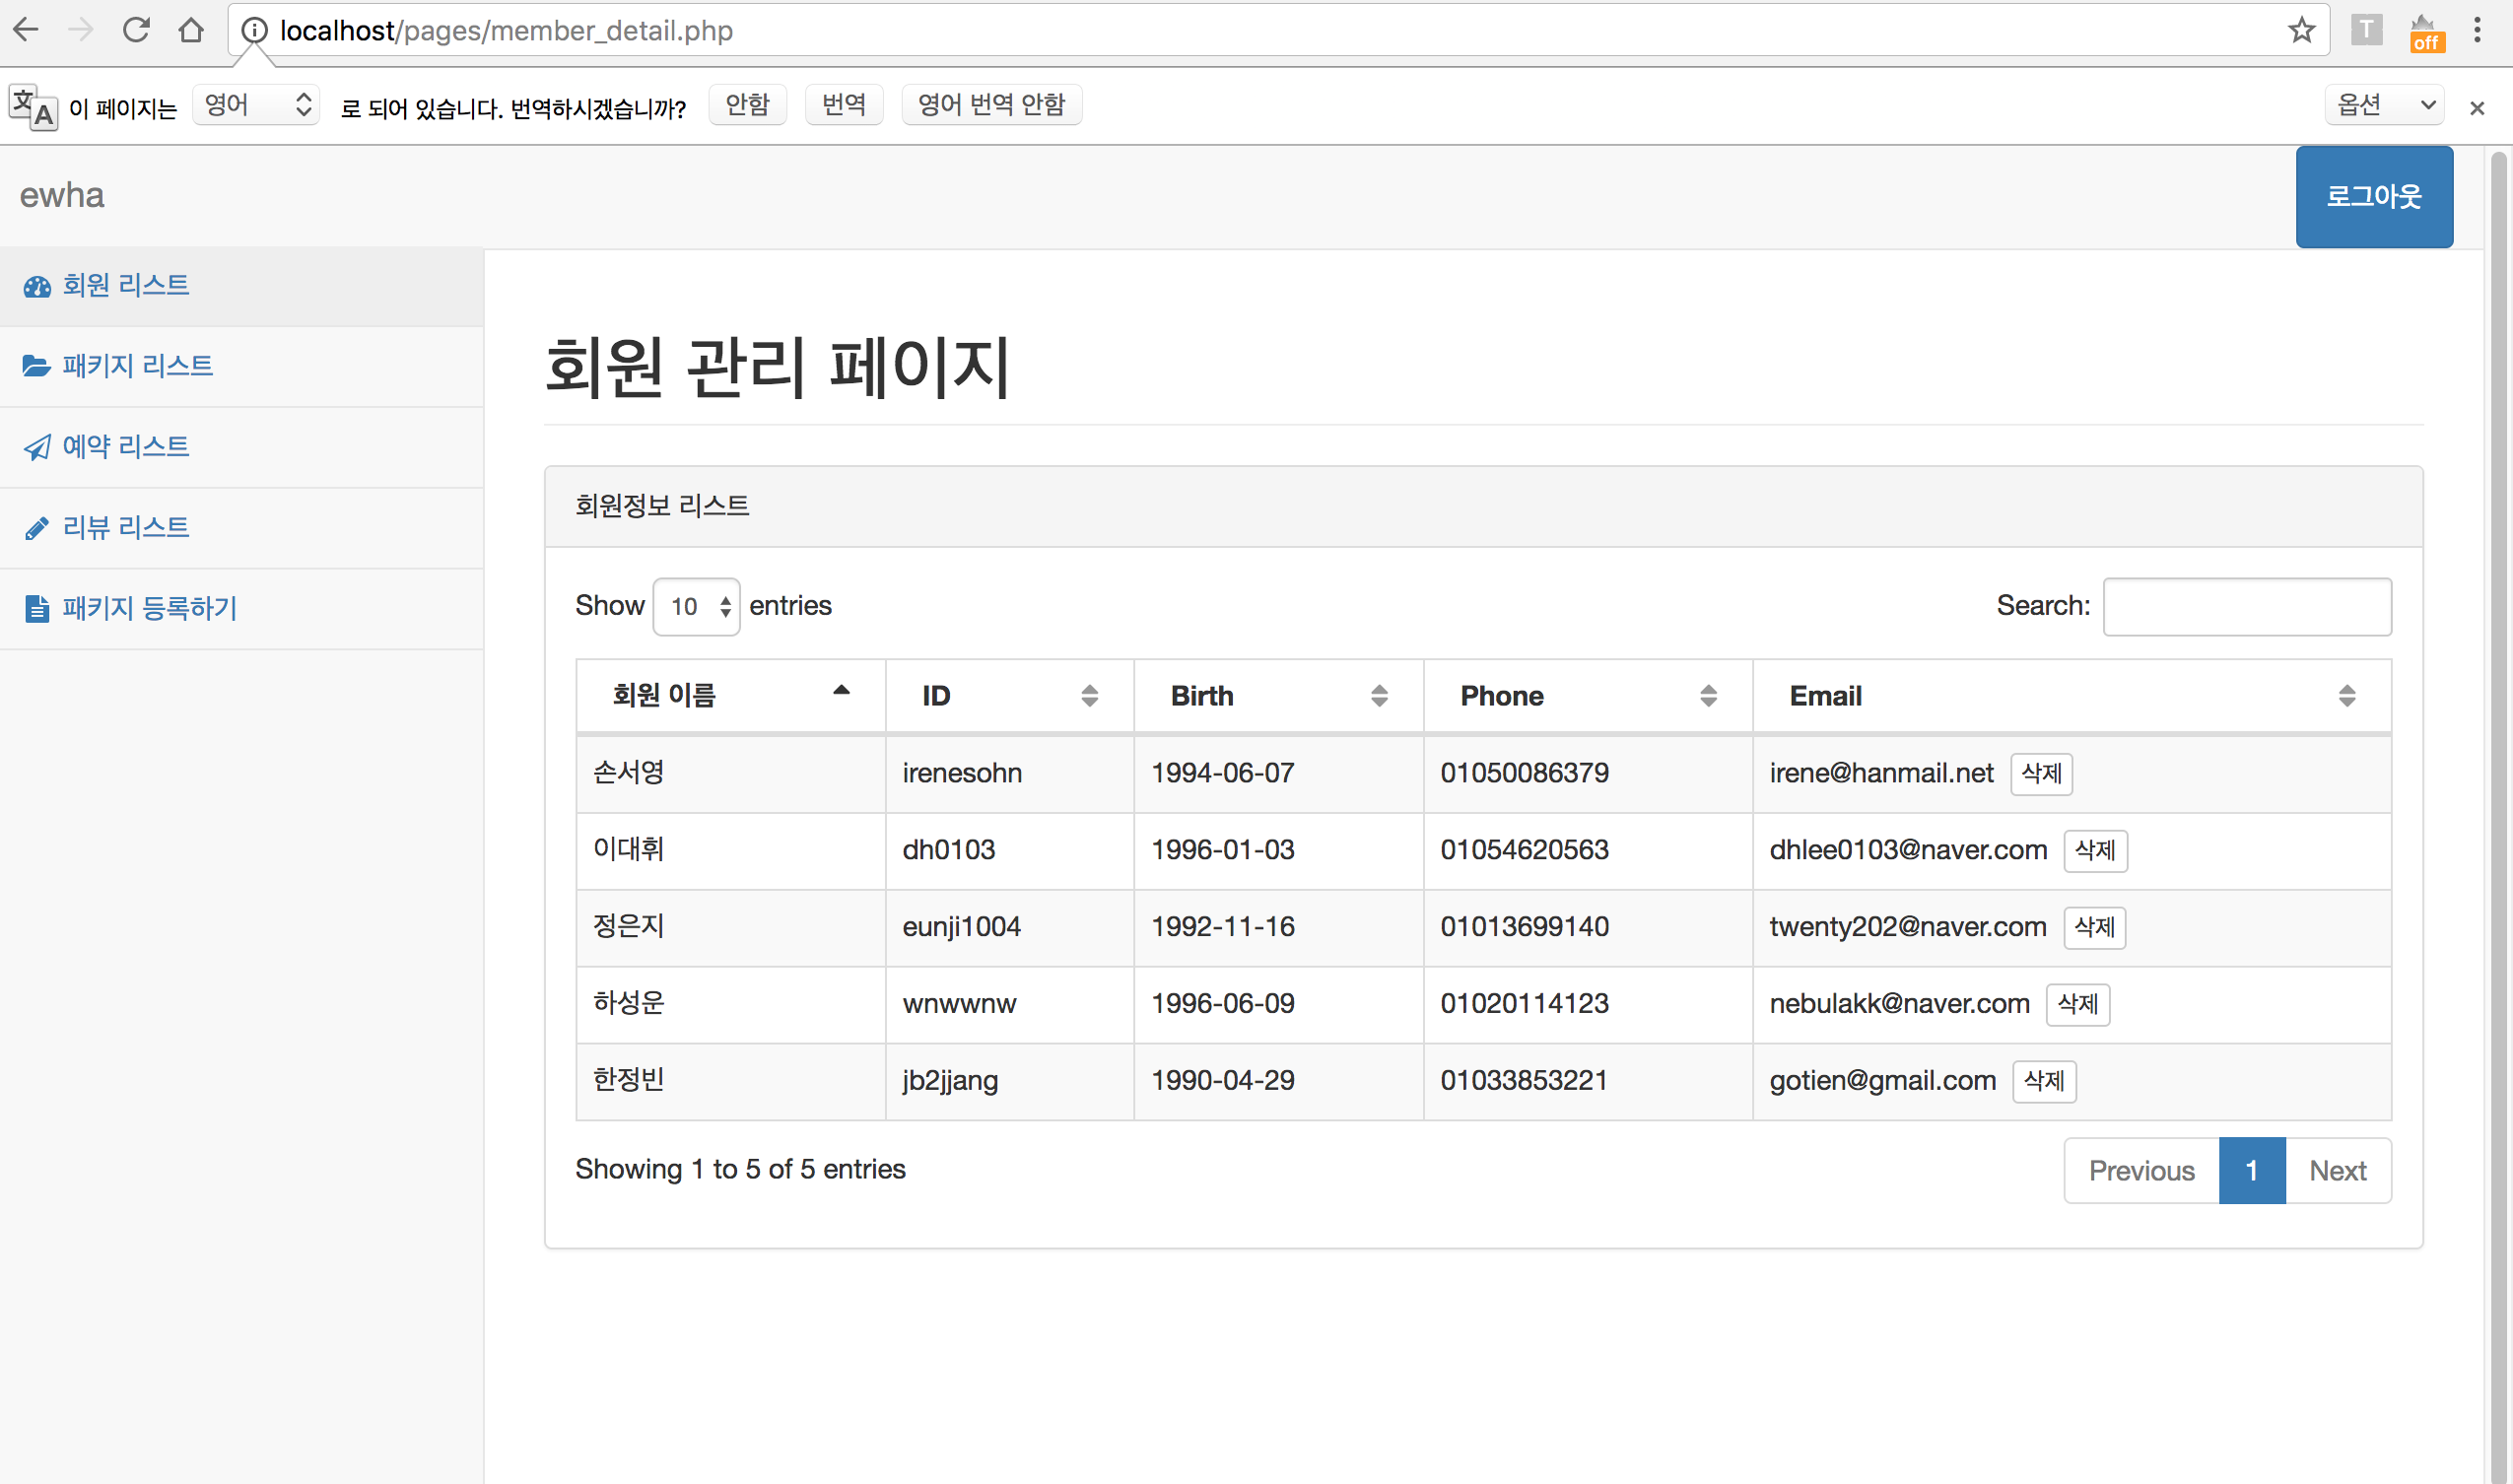 localhost/pages/member_detail.php
T
off
文A 이 페이지는 영어 로 되어 있습니다. 번역하시겠습니까? 안함 번역 영어 번역 안함 옵션 ×
ewha 로그아웃
회원 리스트
패키지 리스트
예약 리스트
리뷰 리스트
패키지 등록하기
회원 관리 페이지
회원정보 리스트
Show 10 entries Search:
회원 이름 ID Birth Phone Email
손서영 irenesohn 1994-06-07 01050086379 irene@hanmail.net 삭제
이대휘 dh0103 1996-01-03 01054620563 dhlee0103@naver.com 삭제
정은지 eunji1004 1992-11-16 01013699140 twenty202@naver.com 삭제
하성운 wnwwnw 1996-06-09 01020114123 nebulakk@naver.com 삭제
한정빈 jb2jjang 1990-04-29 01033853221 gotien@gmail.com 삭제
Showing 1 to 5 of 5 entries Previous 1 Next